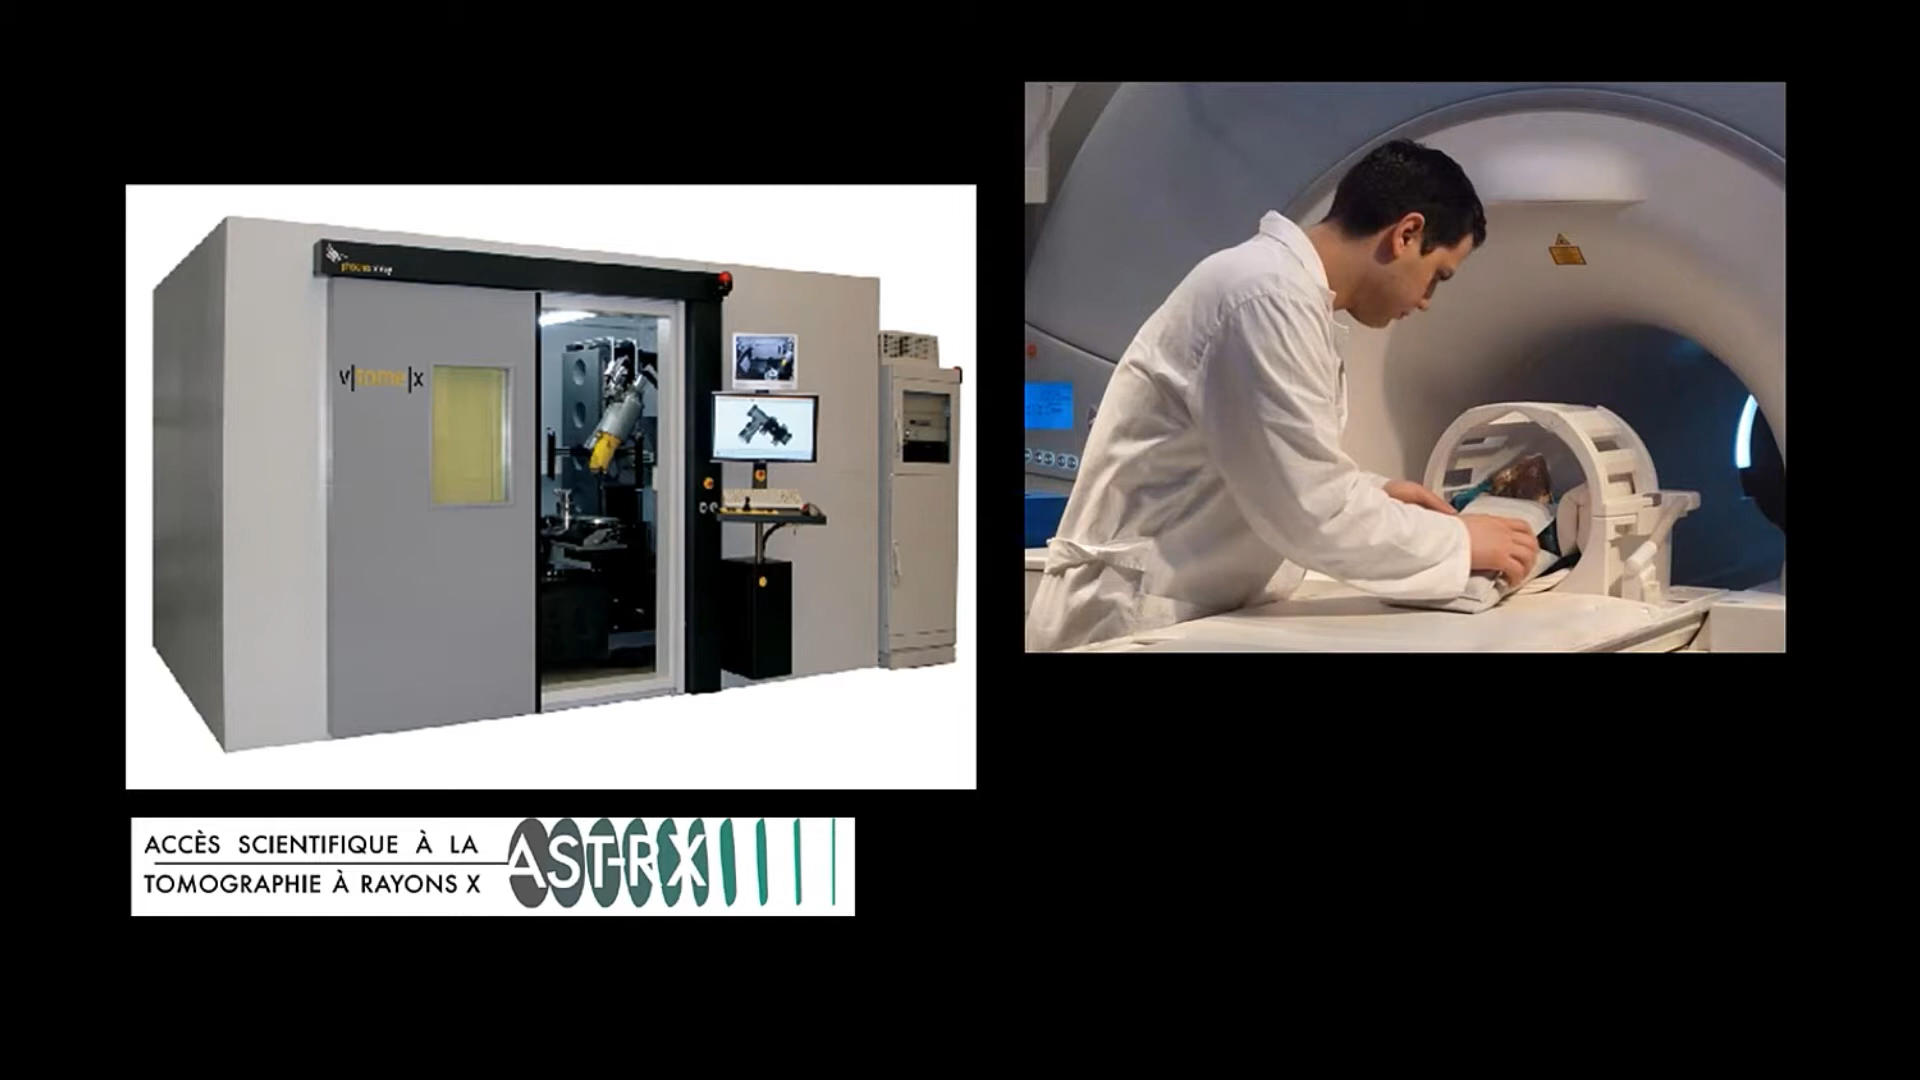 v|tome|x
ACCÈS SCIENTIFIQUE À LA
TOMOGRAPHIE À RAYONS X
AST-RX